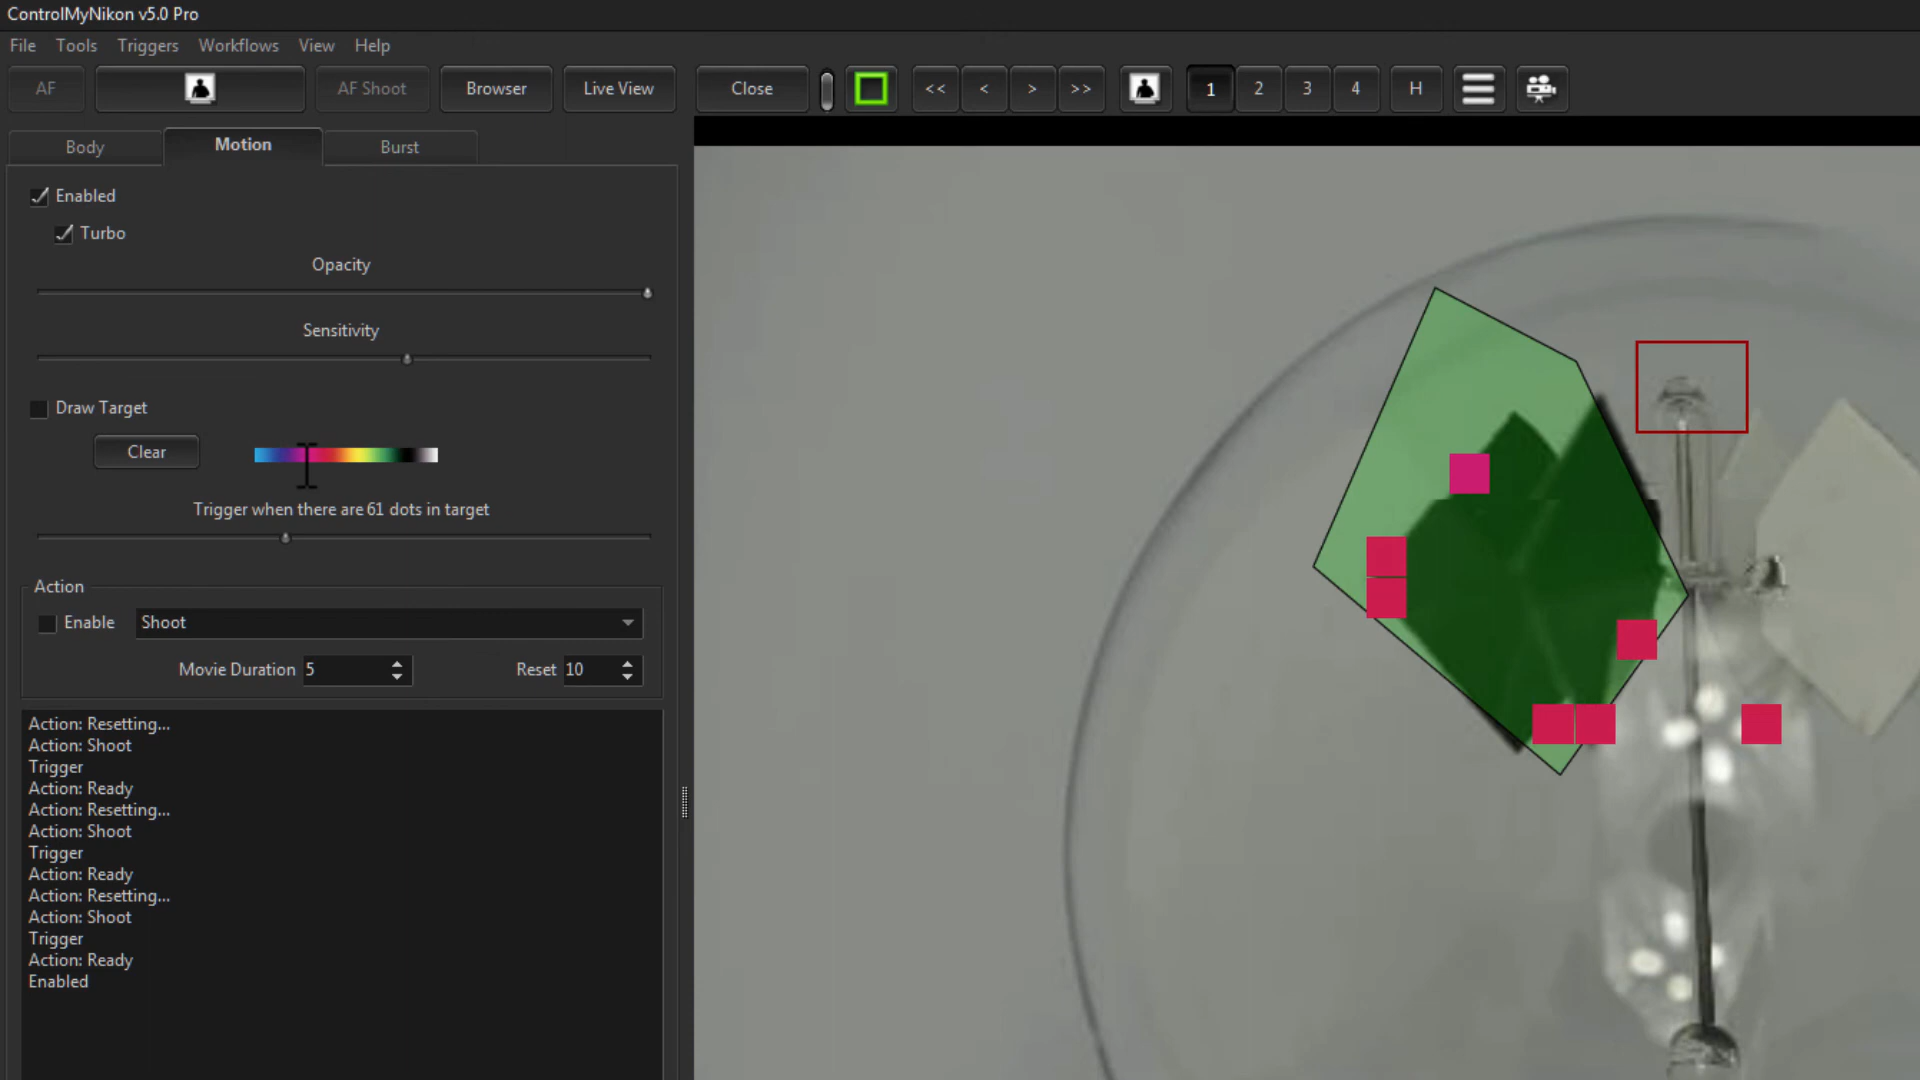 ControlMyNikon v5.0 Pro
File Tools Triggers Workflows View Help
AF AF Shoot Browser Live View Close << < > >> 1 2 3 4 H
Body Motion Burst
Enabled
Turbo
Opacity
Sensitivity
Draw Target
Clear
Trigger when there are 61 dots in target
Action
Enable Shoot
Movie Duration 5 Reset 10
Action: Resetting...
Action: Shoot
Trigger
Action: Ready
Action: Resetting...
Action: Shoot
Trigger
Action: Ready
Action: Resetting...
Action: Shoot
Trigger
Action: Ready
Enabled